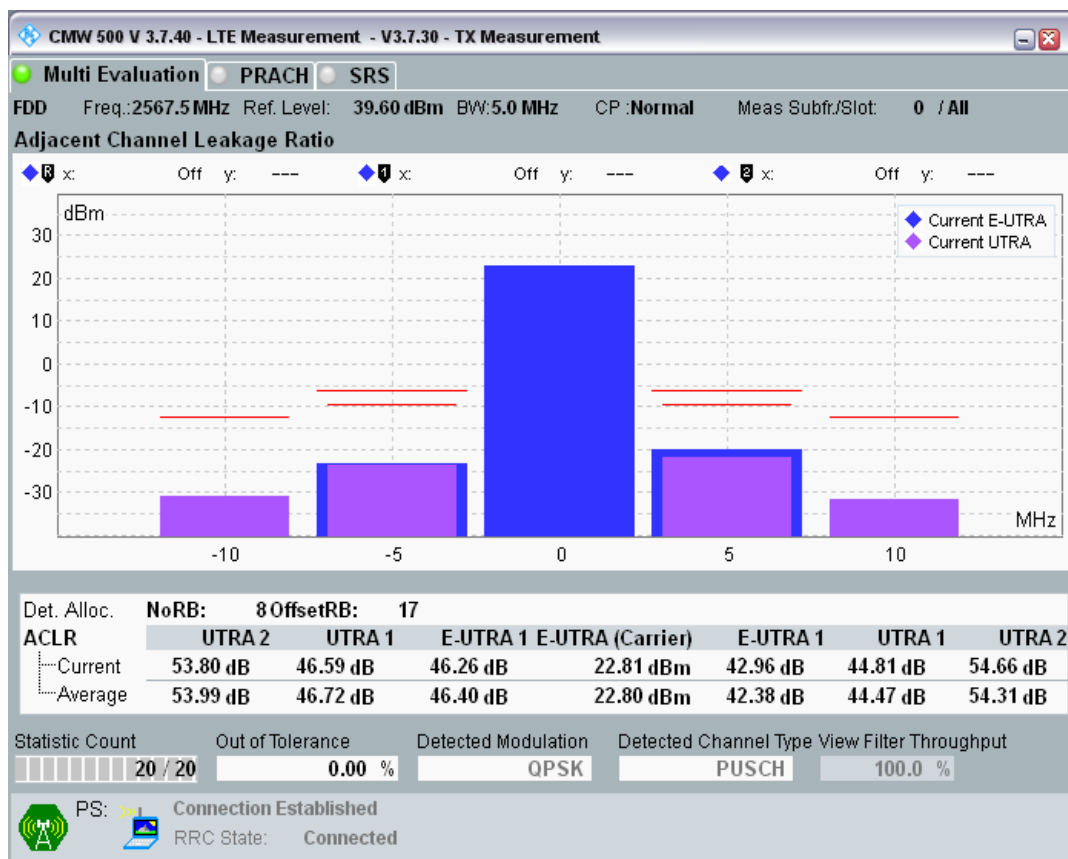 CMW 500 V 3.7.40 - LTE Measurement - V3.7.30 - TX Measurement
Multi Evaluation PRACH SRS
FDD Freq.:2567.5 MHz Ref. Level: 39.60 dBm BW:5.0 MHz CP :Normal Meas Subfr./Slot: 0 / All
Adjacent Channel Leakage Ratio
R x: Off y: --- 1 x: Off y: --- 2 x: Off y: ---
dBm
Current E-UTRA
Current UTRA
30
20
10
0
-10
-20
-30
MHz
-10 -5 0 5 10
Det. Alloc. NoRB: 8 OffsetRB: 17
ACLR UTRA 2 UTRA 1 E-UTRA 1 E-UTRA (Carrier) E-UTRA 1 UTRA 1 UTRA 2
Current 53.80 dB 46.59 dB 46.26 dB 22.81 dBm 42.96 dB 44.81 dB 54.66 dB
Average 53.99 dB 46.72 dB 46.40 dB 22.80 dBm 42.38 dB 44.47 dB 54.31 dB
Statistic Count Out of Tolerance Detected Modulation Detected Channel Type View Filter Throughput
20 / 20 0.00 % QPSK PUSCH 100.0 %
PS: Connection Established
RRC State: Connected